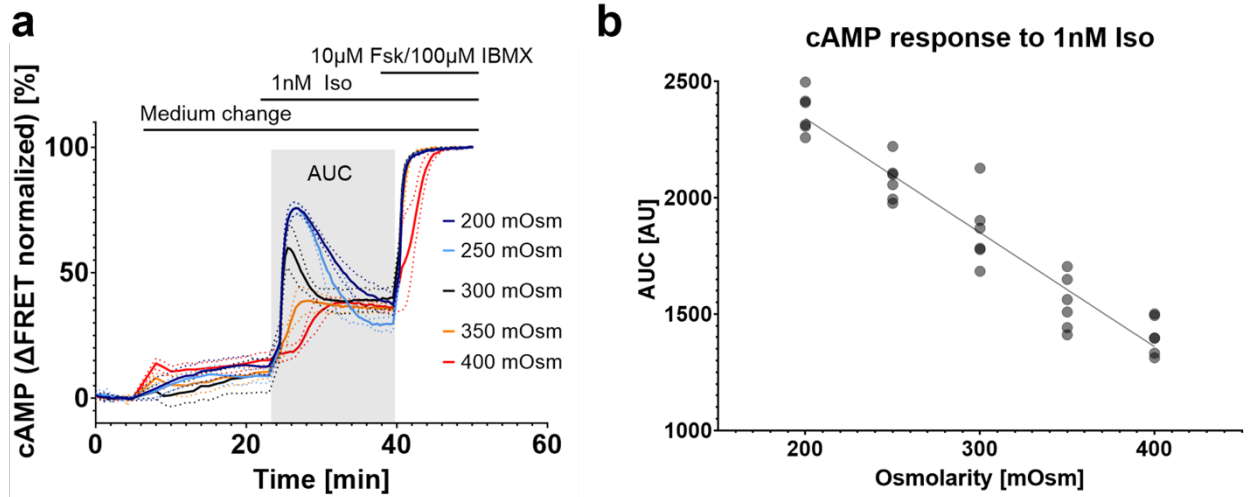 a
10µM Fsk/100µM IBMX
1nM Iso
Medium change
cAMP (ΔFRET normalized) [%]
100
50
0
AUC
200 mOsm
250 mOsm
300 mOsm
350 mOsm
400 mOsm
0
20
40
60
Time [min]
b
cAMP response to 1nM Iso
AUC [AU]
2500
2000
1500
1000
200
250
300
350
400
Osmolarity [mOsm]